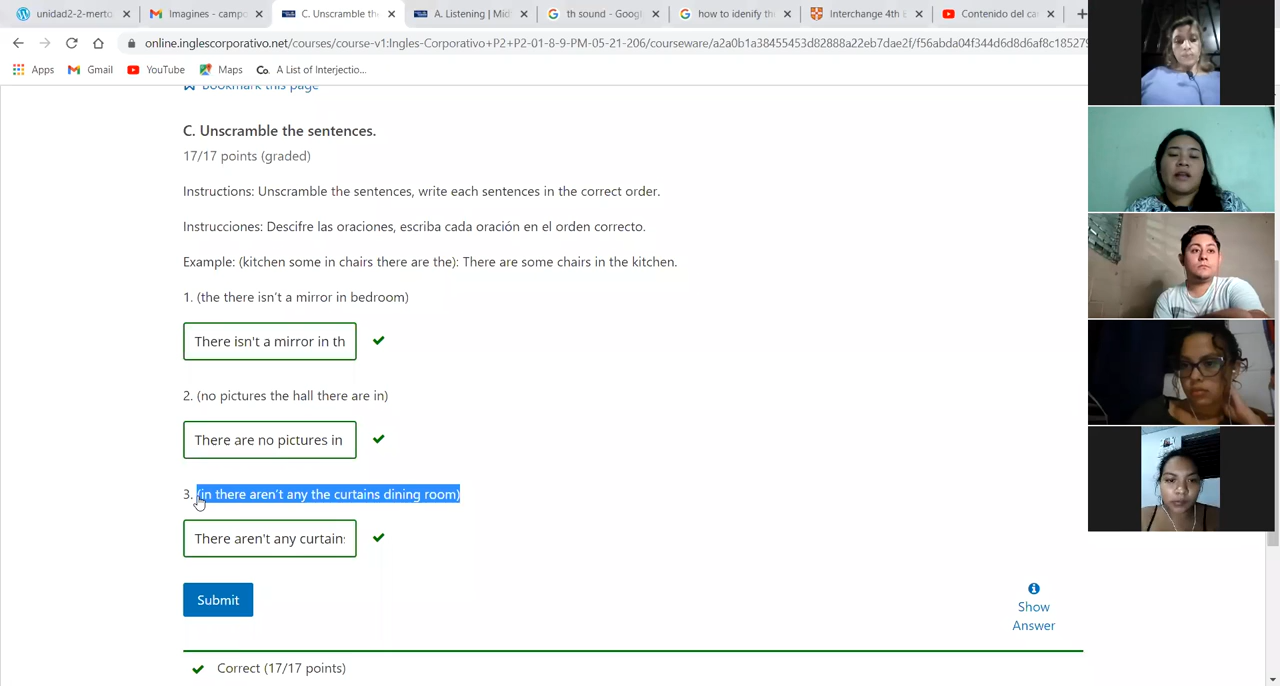 unidad2-2-merto
Imagines - campo
C. Unscramble the
A. Listening | Mid
th sound - Goog
how to idenify th
Interchange 4th E
Contenido del ca
online.inglescorporativo.net/courses/course-v1:Ingles-Corporativo+P2+P2-01-8-9-PM-05-21-206/courseware/a2a0b1a38455453d82888a22eb7dae2f/f56abda04f344d6d8d6af8c185279
Apps
Gmail
YouTube
Maps
Co. A List of Interjectio...
Bookmark this page
C. Unscramble the sentences.
17/17 points (graded)
Instructions: Unscramble the sentences, write each sentences in the correct order.
Instrucciones: Descifre las oraciones, escriba cada oración en el orden correcto.
Example: (kitchen some in chairs there are the): There are some chairs in the kitchen.
1. (the there isn't a mirror in bedroom)
There isn't a mirror in th
2. (no pictures the hall there are in)
There are no pictures in
3. (in there aren't any the curtains dining room)
There aren't any curtains
Submit
Show
Answer
Correct (17/17 points)